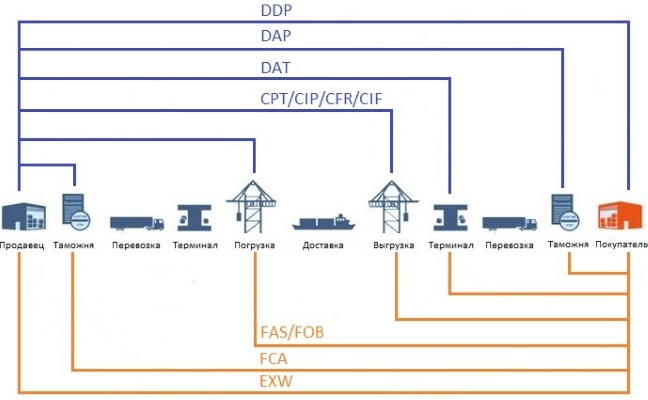 DDP
DAP
DAT
CPT/CIP/CFR/CIF
Продавец Таможня Перевозка Терминал Погрузка Доставка Выгрузка Терминал Перевозка Таможня Покупатель
FAS/FOB
FCA
EXW